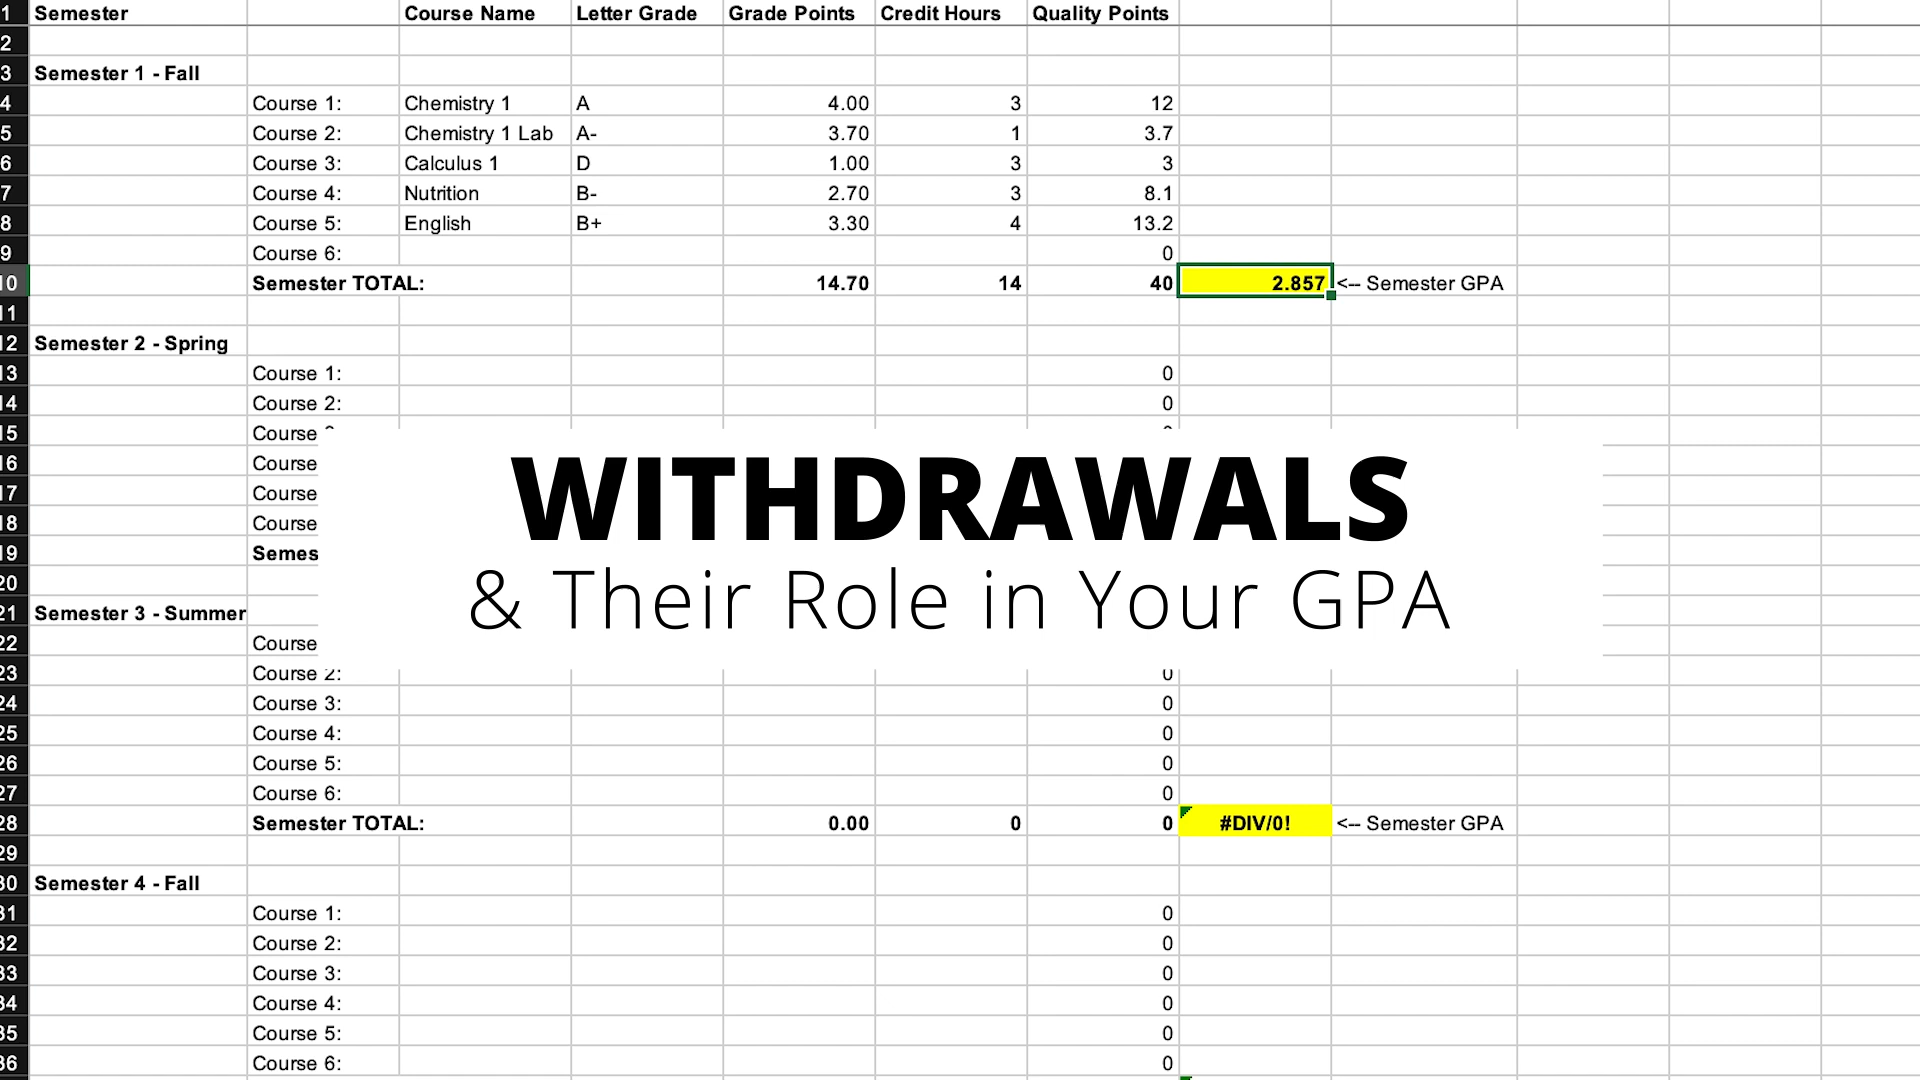 1 Semester Course Name Letter Grade Grade Points Credit Hours Quality Points
2
3 Semester 1 - Fall
4 Course 1: Chemistry 1 A 4.00 3 12
5 Course 2: Chemistry 1 Lab A- 3.70 1 3.7
6 Course 3: Calculus 1 D 1.00 3 3
7 Course 4: Nutrition B- 2.70 3 8.1
8 Course 5: English B+ 3.30 4 13.2
9 Course 6: 0
10 Semester TOTAL: 14.70 14 40 2.857 <-- Semester GPA
11
12 Semester 2 - Spring
13 Course 1: 0
14 Course 2: 0
15 Course
16 Course
17 Course
18 Course
19 Semes
20
WITHDRAWALS
& Their Role in Your GPA
21 Semester 3 - Summer
22 Course
23 Course 2: 0
24 Course 3: 0
25 Course 4: 0
26 Course 5: 0
27 Course 6: 0
28 Semester TOTAL: 0.00 0 0 #DIV/0! <-- Semester GPA
29
30 Semester 4 - Fall
31 Course 1: 0
32 Course 2: 0
33 Course 3: 0
34 Course 4: 0
35 Course 5: 0
36 Course 6: 0